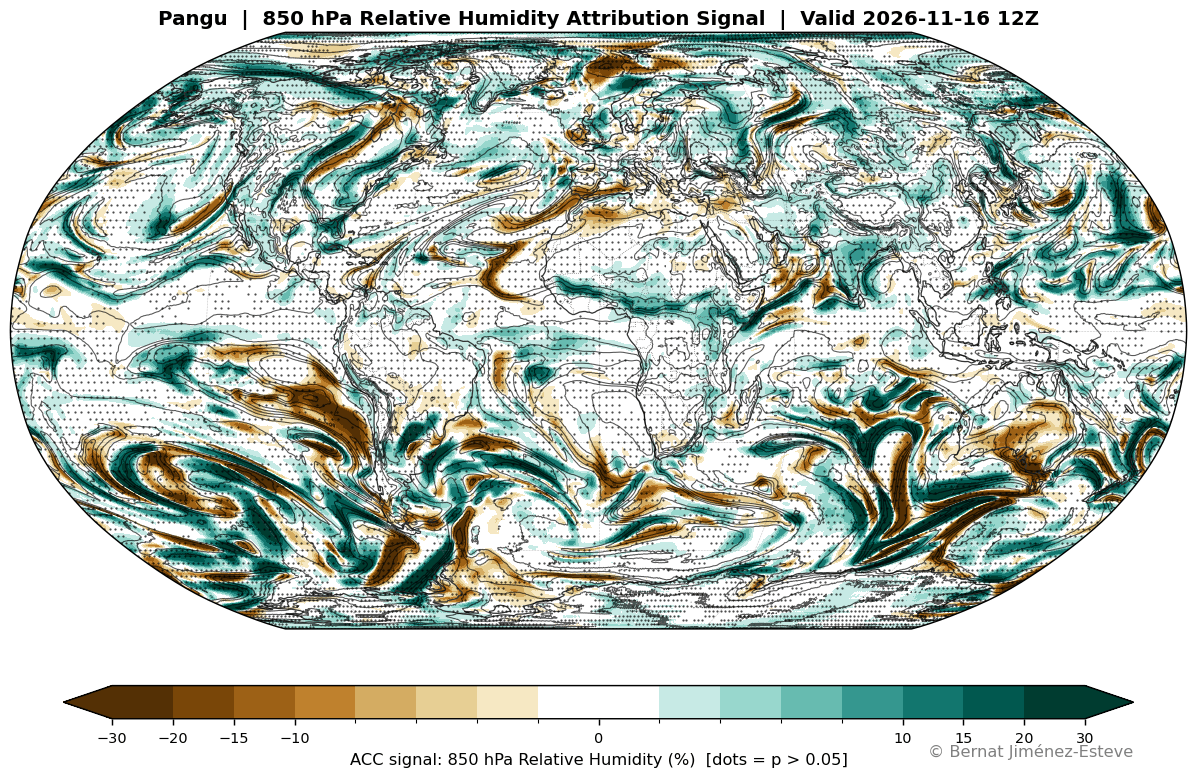 Pangu | 850 hPa Relative Humidity Attribution Signal | Valid 2026-11-16 12Z
−30 −20 −15 −10 0 10 15 20 30
ACC signal: 850 hPa Relative Humidity (%) [dots = p > 0.05]
© Bernat Jiménez-Esteve